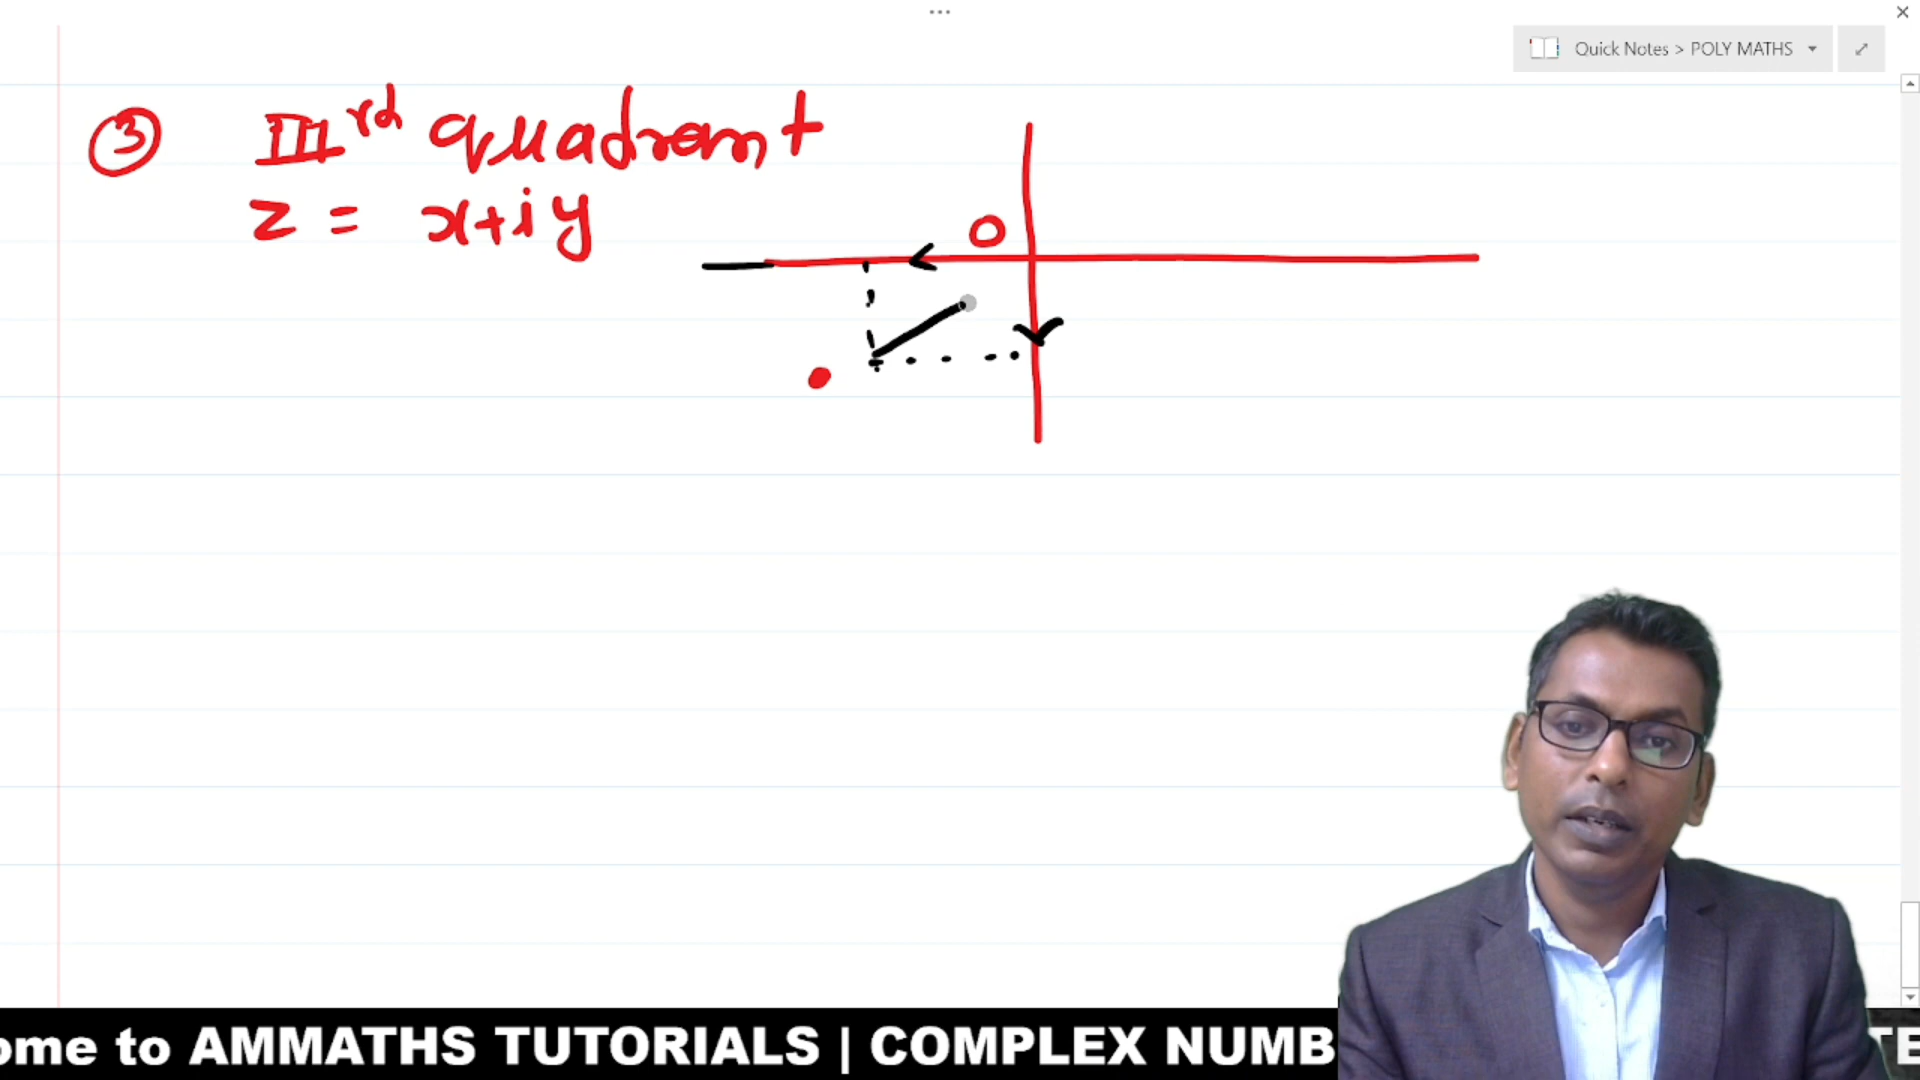 Quick Notes > POLY MATHS
③ IIIrd quadrant
z = x+iy
O
ome to AMMATHS TUTORIALS | COMPLEX NUMB
TE